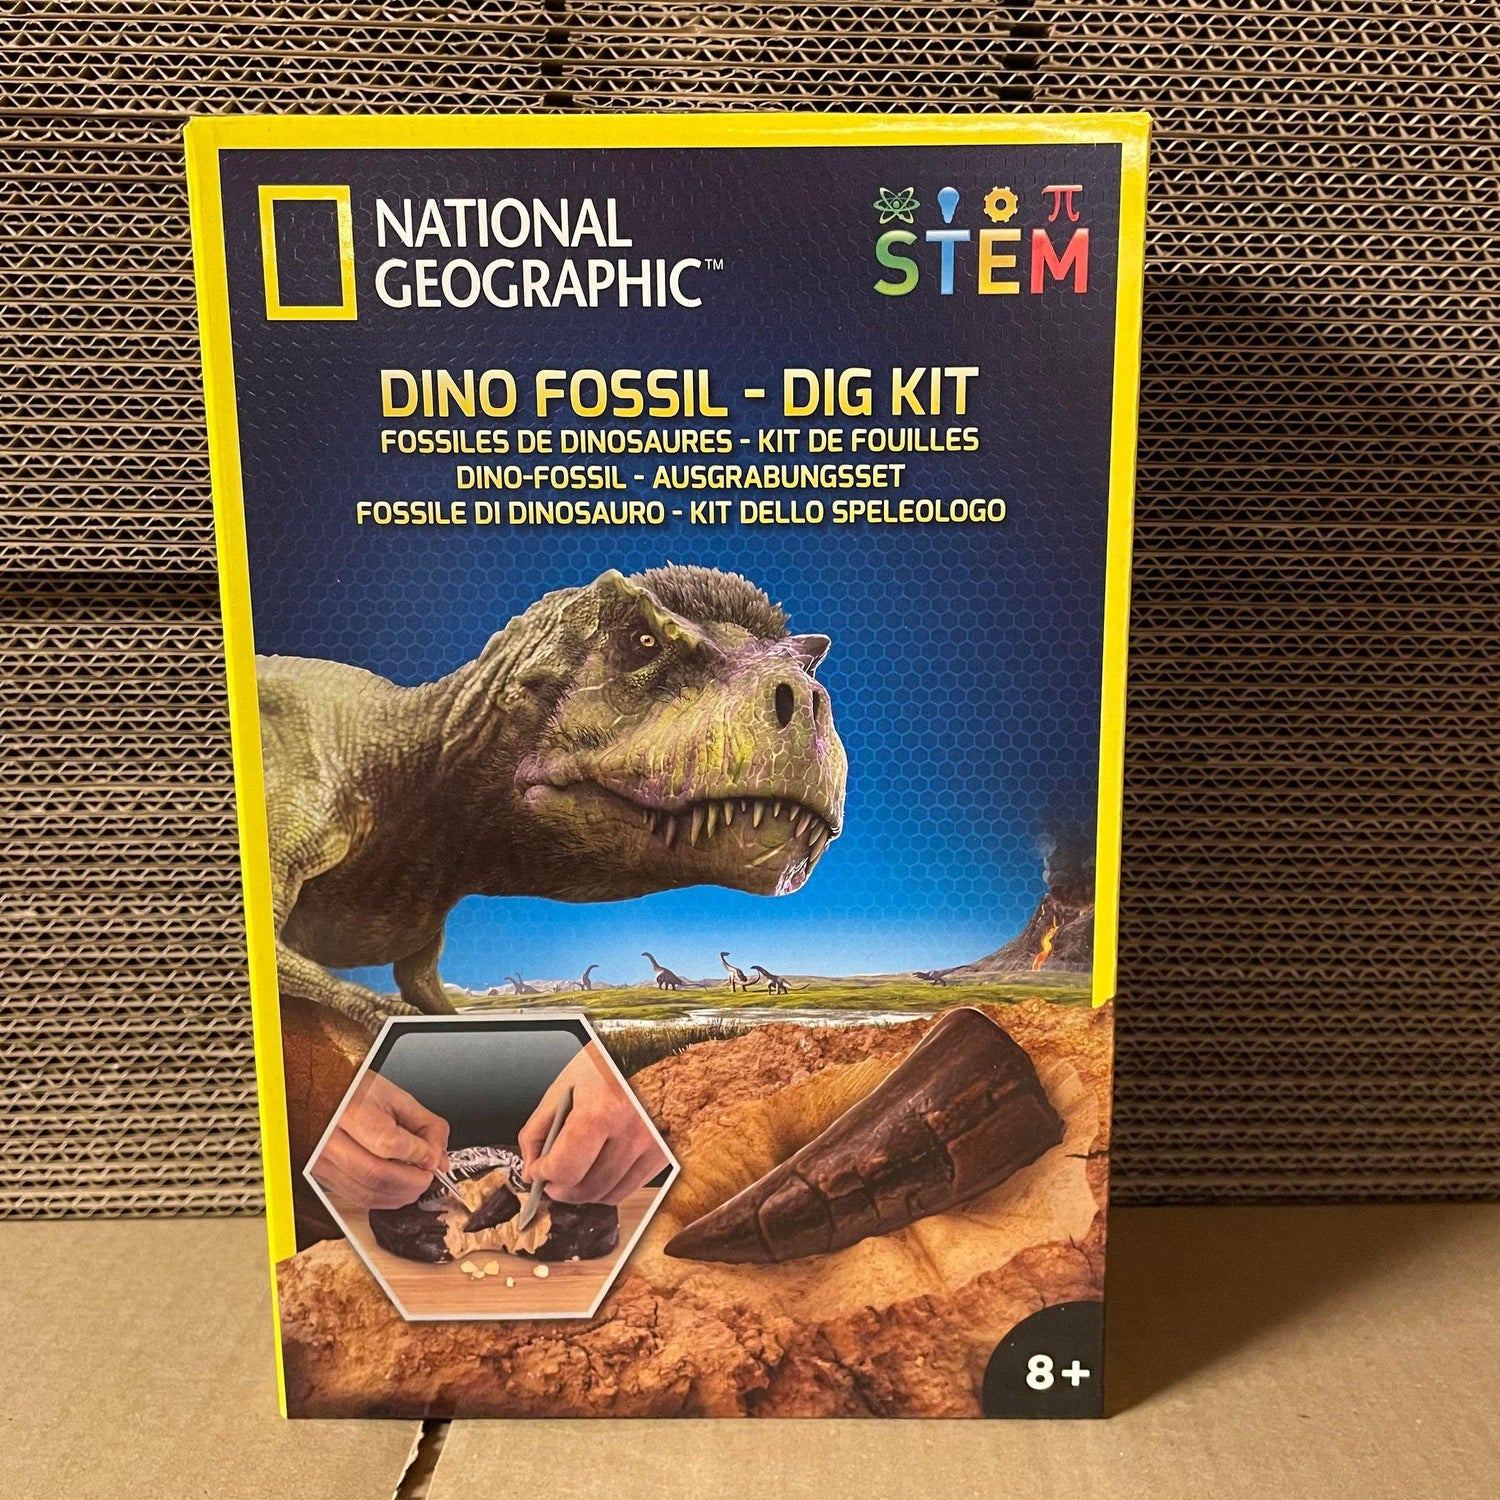 NATIONAL
GEOGRAPHIC™
STEM
DINO FOSSIL - DIG KIT
FOSSILES DE DINOSAURES - KIT DE FOUILLES
DINO-FOSSIL - AUSGRABUNGSSET
FOSSILE DI DINOSAURO - KIT DELLO SPELEOLOGO
8+